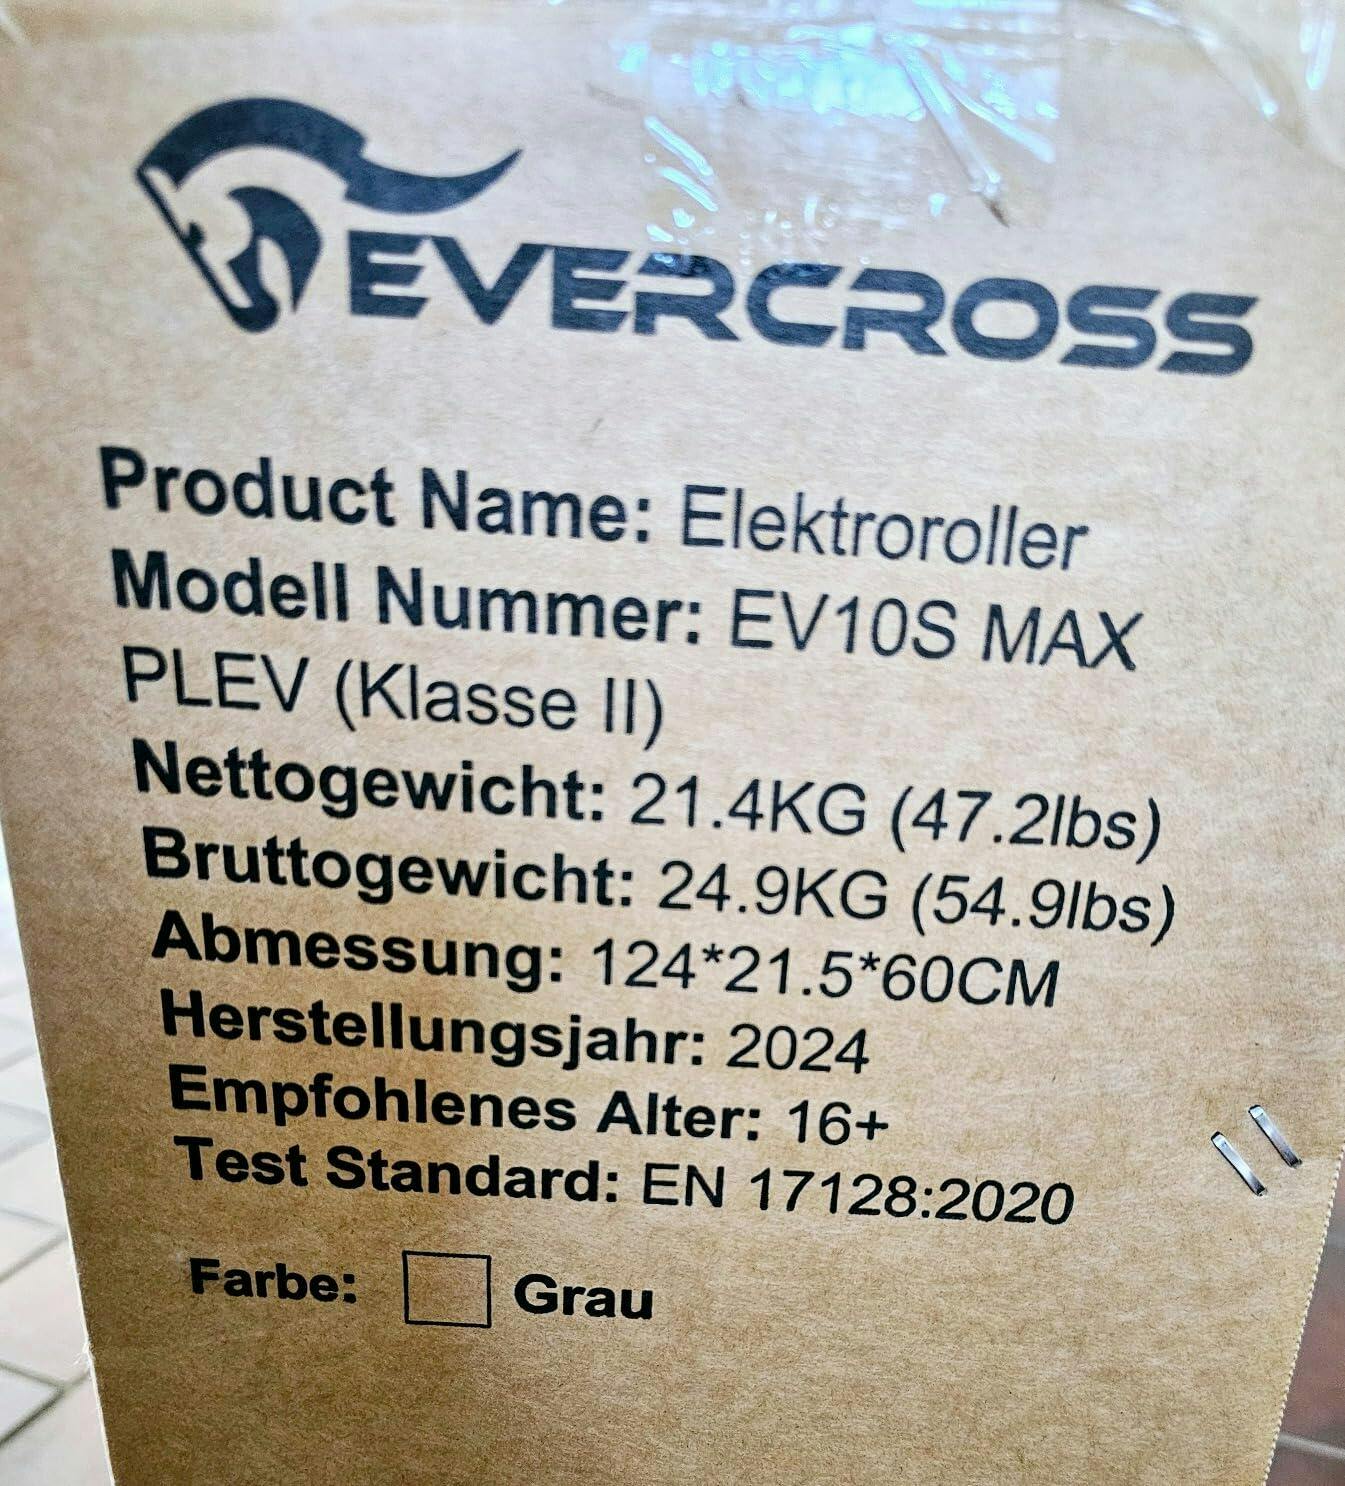 EVERCROSS
Product Name: Elektroroller
Modell Nummer: EV10S MAX
PLEV (Klasse II)
Nettogewicht: 21.4KG (47.2lbs)
Bruttogewicht: 24.9KG (54.9lbs)
Abmessung: 124*21.5*60CM
Herstellungsjahr: 2024
Empfohlenes Alter: 16+
Test Standard: EN 17128:2020
Farbe: Grau